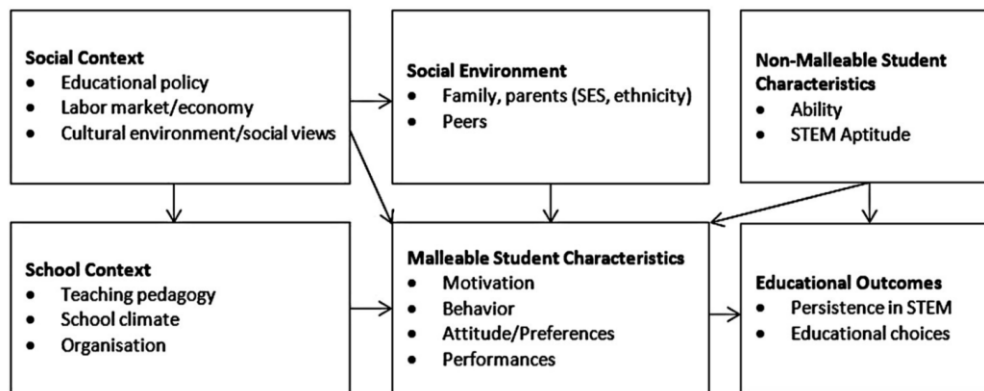 Social Context
• Educational policy
• Labor market/economy
• Cultural environment/social views
Social Environment
• Family, parents (SES, ethnicity)
• Peers
Non-Malleable Student
Characteristics
• Ability
• STEM Aptitude
School Context
• Teaching pedagogy
• School climate
• Organisation
Malleable Student Characteristics
• Motivation
• Behavior
• Attitude/Preferences
• Performances
Educational Outcomes
• Persistence in STEM
• Educational choices